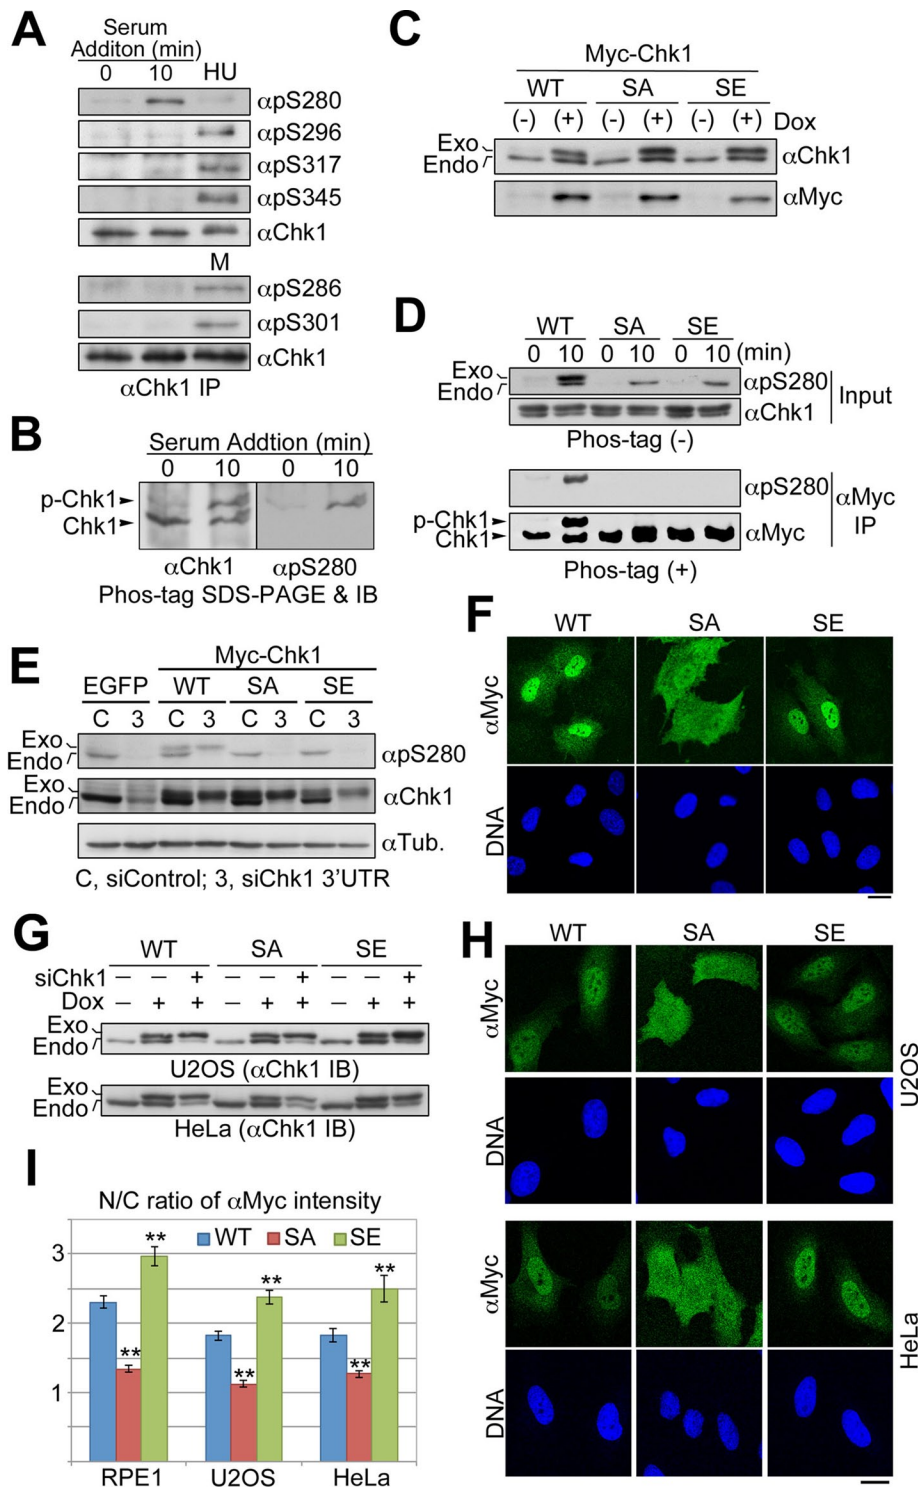 A
Serum
Additon (min)
0 10 HU
αpS280
αpS296
αpS317
αpS345
αChk1
M
αpS286
αpS301
αChk1
αChk1 IP
B
Serum Addtion (min)
0 10 0 10
p-Chk1
Chk1
αChk1 αpS280
Phos-tag SDS-PAGE & IB
C
Myc-Chk1
WT SA SE
(-) (+) (-) (+) (-) (+) Dox
Exo
Endo
αChk1
αMyc
D
WT SA SE
0 10 0 10 0 10 (min)
Exo
Endo
αpS280
αChk1
Input
Phos-tag (-)
αpS280
p-Chk1
Chk1
αMyc
αMyc
IP
Phos-tag (+)
E
Myc-Chk1
EGFP WT SA SE
C 3 C 3 C 3 C 3
Exo
Endo
αpS280
Exo
Endo
αChk1
αTub.
C, siControl; 3, siChk1 3'UTR
F
WT SA SE
αMyc
DNA
G
WT SA SE
siChk1 – – + – – + – – +
Dox – + + – + + – + +
Exo
Endo
U2OS (αChk1 IB)
Exo
Endo
HeLa (αChk1 IB)
H
WT SA SE
αMyc
DNA
U2OS
αMyc
DNA
HeLa
I
N/C ratio of αMyc intensity
WT SA SE
3
2
1
** ** ** ** ** **
RPE1 U2OS HeLa